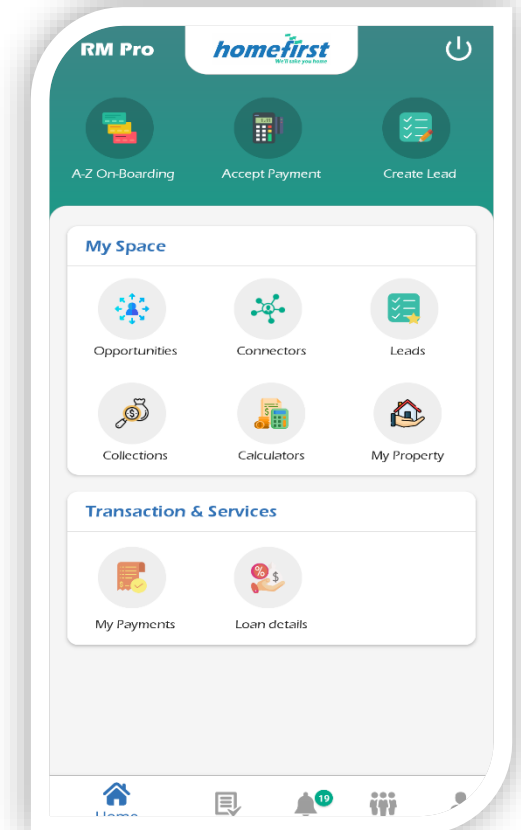 RM Pro
homefirst
We'll take you home
A-Z On-Boarding
Accept Payment
Create Lead
My Space
Opportunities
Connectors
Leads
Collections
Calculators
My Property
Transaction & Services
My Payments
Loan details
19
Home